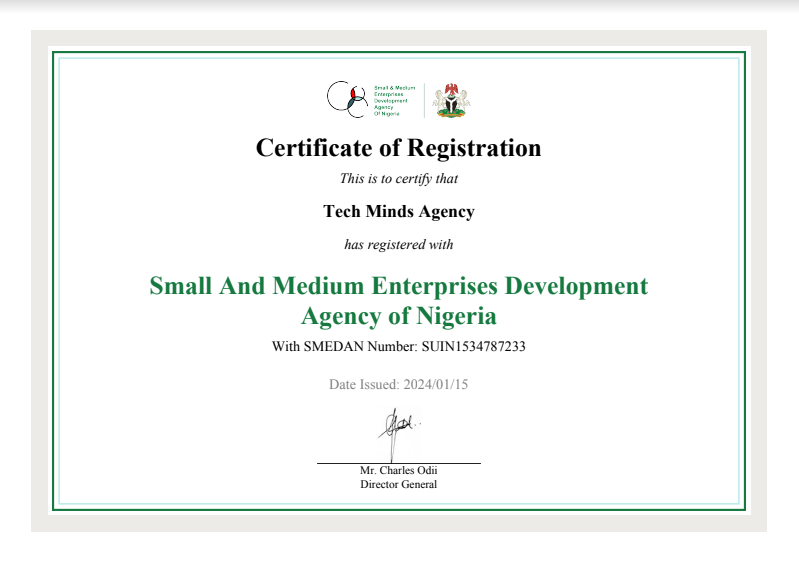 Small & Medium
Enterprises
Development
Agency
Of Nigeria
Certificate of Registration
This is to certify that
Tech Minds Agency
has registered with
Small And Medium Enterprises Development
Agency of Nigeria
With SMEDAN Number: SUIN1534787233
Date Issued: 2024/01/15
Mr. Charles Odii
Director General